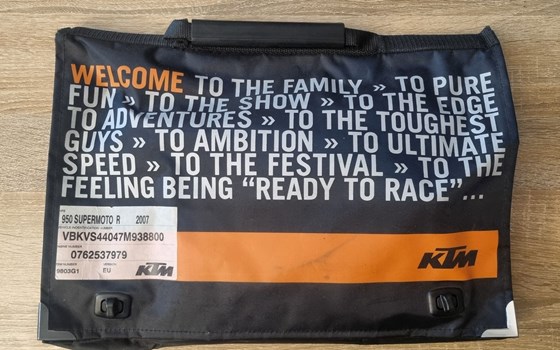 WELCOME TO THE FAMILY » TO PURE
FUN » TO THE SHOW » TO THE EDGE
TO ADVENTURES » TO THE TOUGHEST
GUYS » TO AMBITION » TO ULTIMATE
SPEED » TO THE FESTIVAL » TO THE
FEELING BEING “READY TO RACE”...
950 SUPERMOTO R 2007
VBKVS44047M938800
0762537979
9803G1 EU KTM
KTM